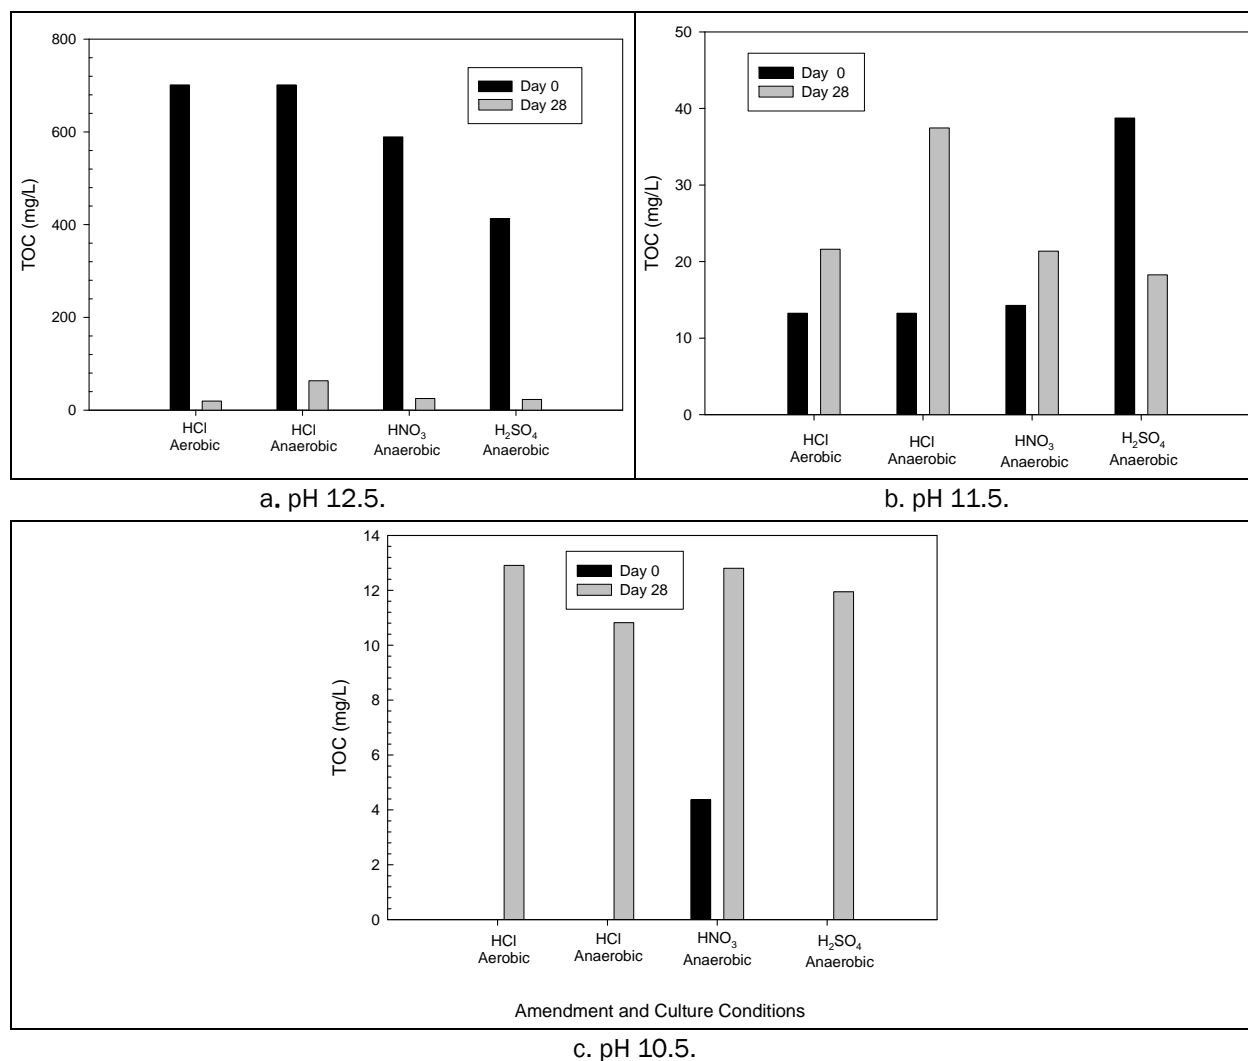 800
600
400
200
0
TOC (mg/L)
Day 0
Day 28
HCl
Aerobic
HCl
Anaerobic
HNO3
Anaerobic
H2SO4
Anaerobic
a. pH 12.5.
50
40
30
20
10
0
TOC (mg/L)
Day 0
Day 28
HCl
Aerobic
HCl
Anaerobic
HNO3
Anaerobic
H2SO4
Anaerobic
b. pH 11.5.
14
12
10
8
6
4
2
0
TOC (mg/L)
Day 0
Day 28
HCl
Aerobic
HCl
Anaerobic
HNO3
Anaerobic
H2SO4
Anaerobic
Amendment and Culture Conditions
c. pH 10.5.